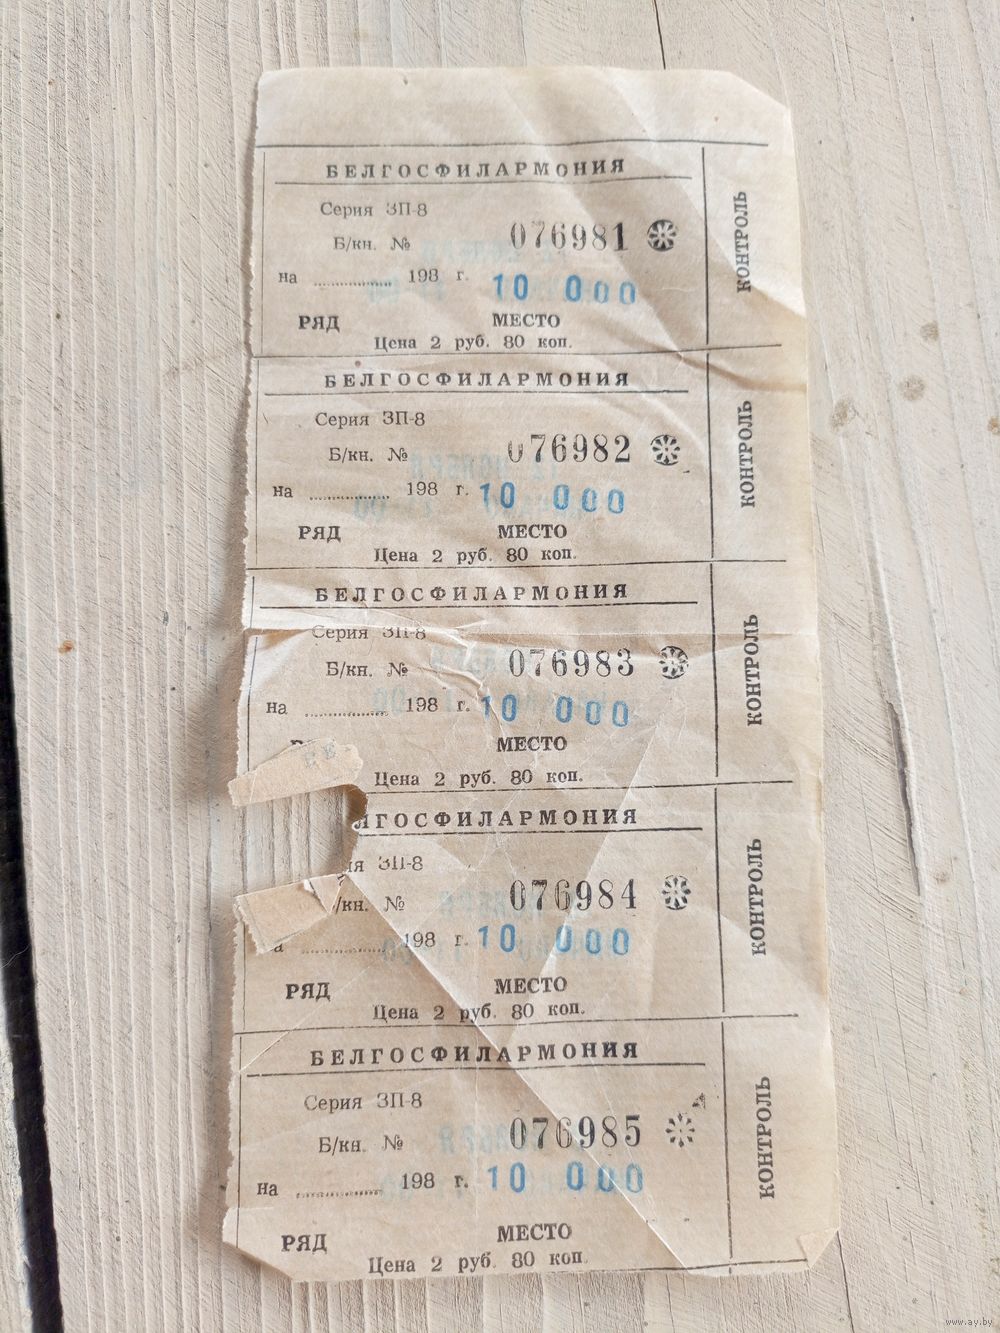 БЕЛГОСФИЛАРМОНИЯ
Серия ЗП-8
Б/кн. № 076981
на ................ 198 г. 10 000
РЯД МЕСТО
Цена 2 руб. 80 коп.
КОНТРОЛЬ
БЕЛГОСФИЛАРМОНИЯ
Серия ЗП-8
Б/кн. № 076982
на ................ 198 г. 10 000
РЯД МЕСТО
Цена 2 руб. 80 коп.
КОНТРОЛЬ
БЕЛГОСФИЛАРМОНИЯ
Серия ЗП-8
Б/кн. № 076983
на ................ 198 г. 10 000
МЕСТО
Цена 2 руб. 80 коп.
КОНТРОЛЬ
ЛГОСФИЛАРМОНИЯ
ия ЗП-8
/кн. № 076984
а ................ 198 г. 10 000
РЯД МЕСТО
Цена 2 руб. 80 коп.
КОНТРОЛЬ
БЕЛГОСФИЛАРМОНИЯ
Серия ЗП-8
Б/кн. № 076985
на ................ 198 г. 10 000
РЯД МЕСТО
Цена 2 руб. 80 коп.
КОНТРОЛЬ
www.ay.by